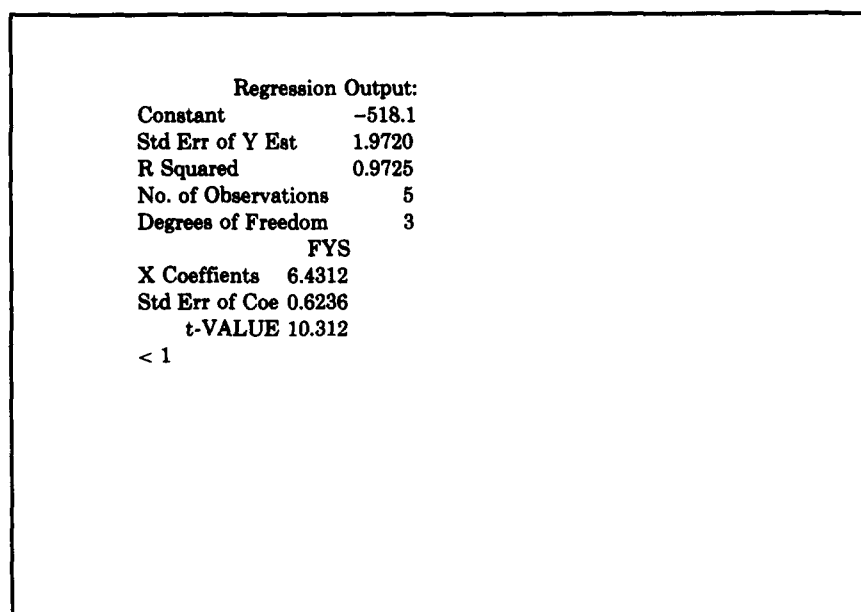 Regression Output:
Constant -518.1
Std Err of Y Est 1.9720
R Squared 0.9725
No. of Observations 5
Degrees of Freedom 3
FYS
X Coeffients 6.4312
Std Err of Coe 0.6236
t-VALUE 10.312
< 1